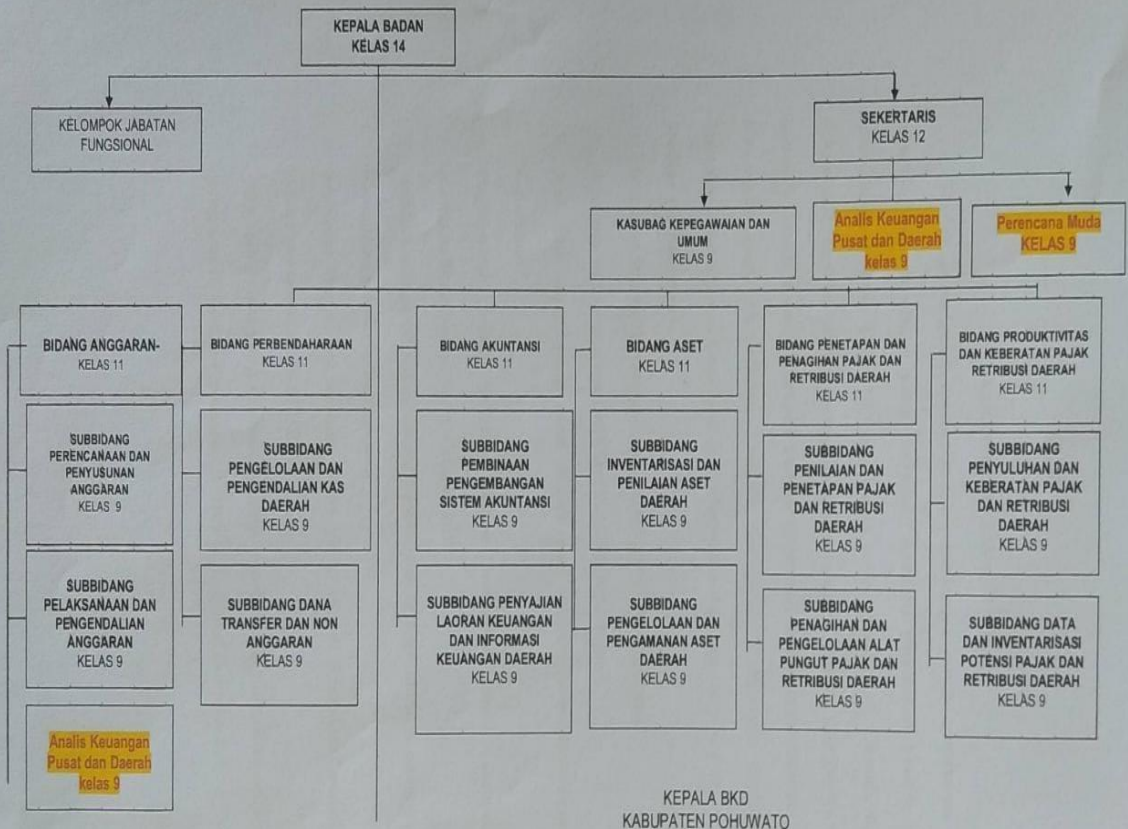 KEPALA BADAN
KELAS 14
KELOMPOK JABATAN
FUNGSIONAL
SEKERTARIS
KELAS 12
KASUBAG KEPEGAWAIAN DAN
UMUM
KELAS 9
Analis Keuangan
Pusat dan Daerah
kelas 9
Perencana Muda
KELAS 9
BIDANG ANGGARAN-
KELAS 11
BIDANG PERBENDAHARAAN
KELAS 11
BIDANG AKUNTANSI
KELAS 11
BIDANG ASET
KELAS 11
BIDANG PENETAPAN DAN
PENAGIHAN PAJAK DAN
RETRIBUSI DAERAH
KELAS 11
BIDANG PRODUKTIVITAS
DAN KEBERATAN PAJAK
RETRIBUSI DAERAH
KELAS 11
SUBBIDANG
PERENCANAAN DAN
PENYUSUNAN
ANGGARAN
KELAS 9
SUBBIDANG
PENGELOLAAN DAN
PENGENDALIAN KAS
DAERAH
KELAS 9
SUBBIDANG
PEMBINAAN
PENGEMBANGAN
SISTEM AKUNTANSI
KELAS 9
SUBBIDANG
INVENTARISASI DAN
PENILAIAN ASET
DAERAH
KELAS 9
SUBBIDANG
PENILAIAN DAN
PENETAPAN PAJAK
DAN RETRIBUSI
DAERAH
KELAS 9
SUBBIDANG
PENYULUHAN DAN
KEBERATAN PAJAK
DAN RETRIBUSI
DAERAH
KELAS 9
SUBBIDANG
PELAKSANAAN DAN
PENGENDALIAN
ANGGARAN
KELAS 9
SUBBIDANG DANA
TRANSFER DAN NON
ANGGARAN
KELAS 9
SUBBIDANG PENYAJIAN
LAORAN KEUANGAN
DAN INFORMASI
KEUANGAN DAERAH
KELAS 9
SUBBIDANG
PENGELOLAAN DAN
PENGAMANAN ASET
DAERAH
KELAS 9
SUBBIDANG
PENAGIHAN DAN
PENGELOLAAN ALAT
PUNGUT PAJAK DAN
RETRIBUSI DAERAH
KELAS 9
SUBBIDANG DATA
DAN INVENTARISASI
POTENSI PAJAK DAN
RETRIBUSI DAERAH
KELAS 9
Analis Keuangan
Pusat dan Daerah
kelas 9
KEPALA BKD
KABUPATEN POHUWATO